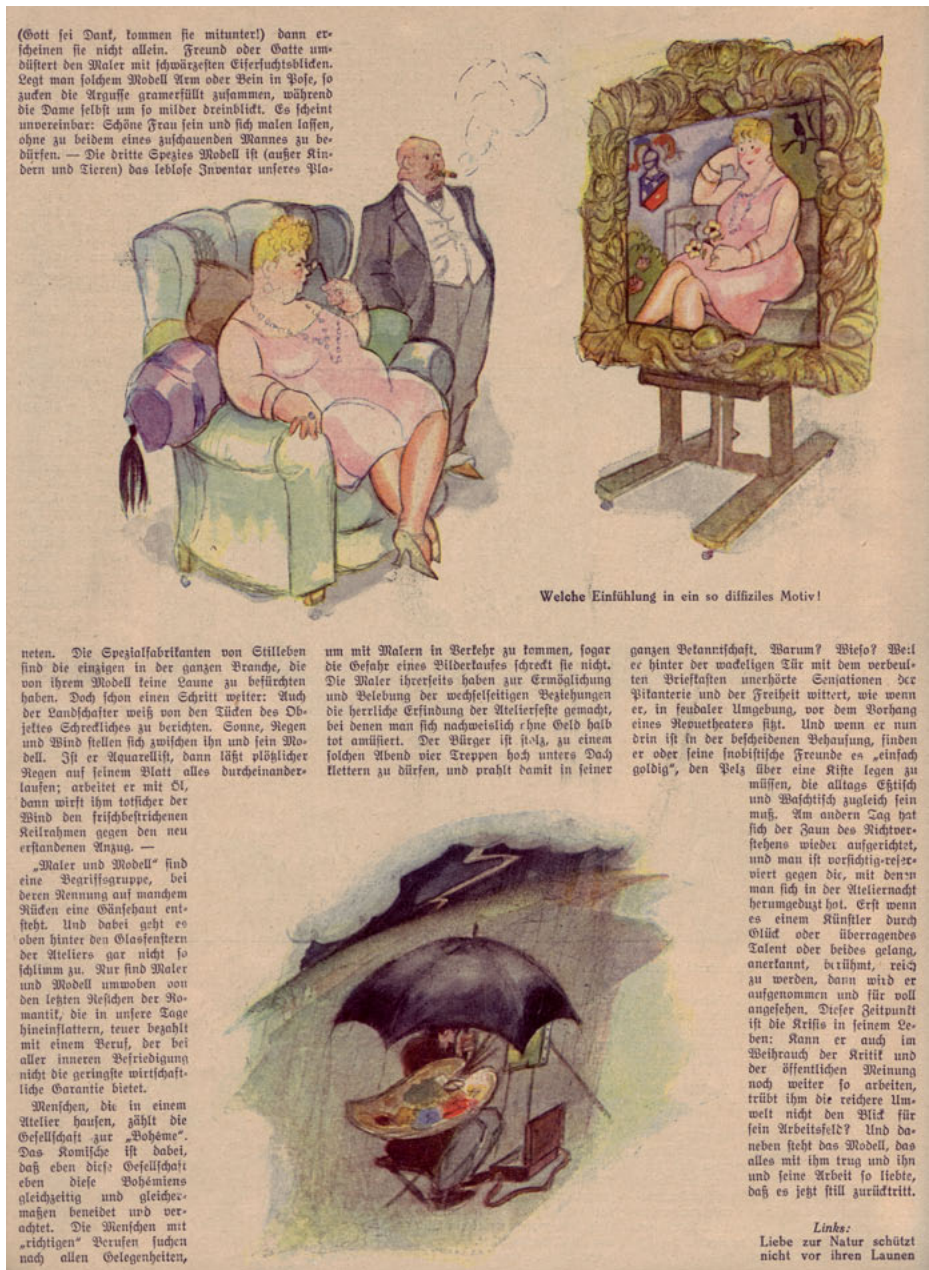 (Gott sei Dank, kommen sie mitunter!) dann er-
scheinen sie nicht allein. Freund oder Gatte um-
düstert den Maler mit schwärzesten Eifersuchtsblicken.
Legt man solchem Modell Arm oder Bein in Pose, so
zucken die Argusse gramerfüllt zusammen, während
die Dame selbst um so milder dreinblickt. Es scheint
unvereinbar: Schöne Frau sein und sich malen lassen,
ohne zu beidem eines zuschauenden Mannes zu be-
dürfen. — Die dritte Spezies Modell ist (außer Kin-
dern und Tieren) das leblose Inventar unseres Pla-
Welche Einfühlung in ein so diffiziles Motiv!
neten. Die Spezialfabrikanten von Stilleben
sind die einzigen in der ganzen Branche, die
von ihrem Modell keine Laune zu befürchten
haben. Doch schon einen Schritt weiter: Auch
der Landschafter weiß von den Tücken des Ob-
jektes Schreckliches zu berichten. Sonne, Regen
und Wind stellen sich zwischen ihn und sein Mo-
dell. Ist er Aquarellist, dann läßt plötzlicher
Regen auf seinem Blatt alles durcheinander-
laufen; arbeitet er mit Öl,
dann wirft ihm totsicher der
Wind den frischbestrichenen
Keilrahmen gegen den neu
erstandenen Anzug. —
„Maler und Modell“ sind
eine Begriffsgruppe, bei
deren Nennung auf manchem
Rücken eine Gänsehaut ent-
steht. Und dabei geht es
oben hinter den Glasfenstern
der Ateliers gar nicht so
schlimm zu. Nur sind Maler
und Modell umwoben von
den letzten Restchen der Ro-
mantik, die in unsere Tage
hineinflattern, teuer bezahlt
mit einem Beruf, der bei
aller inneren Befriedigung
nicht die geringste wirtschaft-
liche Garantie bietet.
Menschen, die in einem
Atelier hausen, zählt die
Gesellschaft zur „Bohème“.
Das Komische ist dabei,
daß eben diese Gesellschaft
eben diese Bohémiens
gleichzeitig und gleicher-
maßen beneidet und ver-
achtet. Die Menschen mit
„richtigen“ Berufen suchen
nach allen Gelegenheiten,
um mit Malern in Verkehr zu kommen, sogar
die Gefahr eines Bilderkaufes schreckt sie nicht.
Die Maler ihrerseits haben zur Ermöglichung
und Belebung der wechselseitigen Beziehungen
die herrliche Erfindung der Atelierfeste gemacht,
bei denen man sich nachweislich ohne Geld halb
tot amüsiert. Der Bürger ist stolz, zu einem
solchen Abend vier Treppen hoch unters Dach
klettern zu dürfen, und prahlt damit in seiner
ganzen Bekanntschaft. Warum? Wieso? Weil
er hinter der wackeligen Tür mit dem verbeul-
ten Briefkasten unerhörte Sensationen der
Pikanterie und der Freiheit wittert, wie wenn
er, in feudaler Umgebung, vor dem Vorhang
eines Revuetheaters sitzt. Und wenn er nun
drin ist in der bescheidenen Behausung, finden
er oder seine snobistische Freunde es „einfach
goldig“, den Pelz über eine Kiste legen zu
müssen, die alltags Eßtisch
und Waschtisch zugleich sein
muß. Am andern Tag hat
sich der Zaun des Nichtver-
stehens wieder aufgerichtet,
und man ist vorsichtig-reser-
viert gegen die, mit denen
man sich in der Ateliernacht
herumgeduzt hat. Erst wenn
es einem Künstler durch
Glück oder überragendes
Talent oder beides gelang,
anerkannt, berühmt, reich
zu werden, dann wird er
aufgenommen und für voll
angesehen. Dieser Zeitpunkt
ist die Krisis in seinem Le-
ben: Kann er auch im
Weihrauch der Kritik und
der öffentlichen Meinung
noch weiter so arbeiten,
trübt ihm die reichere Um-
welt nicht den Blick für
sein Arbeitsfeld? Und da-
neben steht das Modell, das
alles mit ihm trug und ihn
und seine Arbeit so liebte,
daß es jetzt still zurücktritt.
Links:
Liebe zur Natur schützt
nicht vor ihren Launen